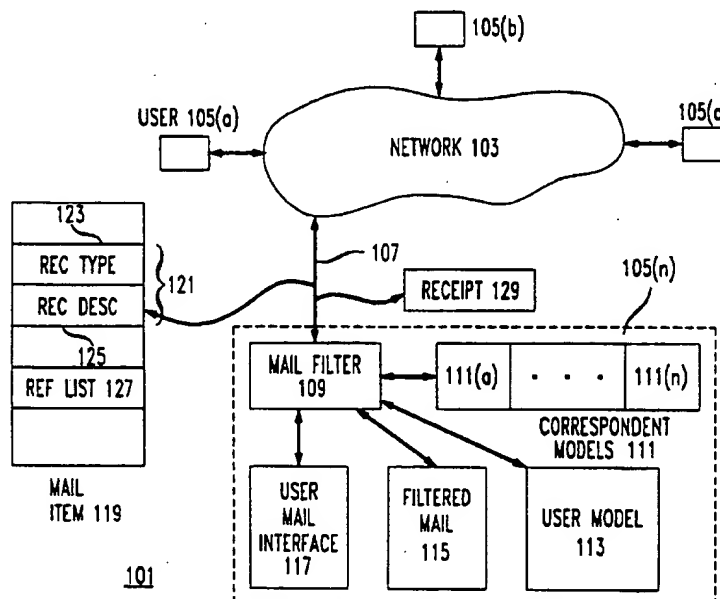 105(b)
USER 105(a)
NETWORK 103
105(c
123
REC TYPE
REC DESC
121
125
REF LIST 127
MAIL
ITEM 119
101
107
RECEIPT 129
105(n)
MAIL FILTER
109
111(a) . . . 111(n)
CORRESPONDENT
MODELS 111
USER
MAIL
INTERFACE
117
FILTERED
MAIL
115
USER MODEL
113